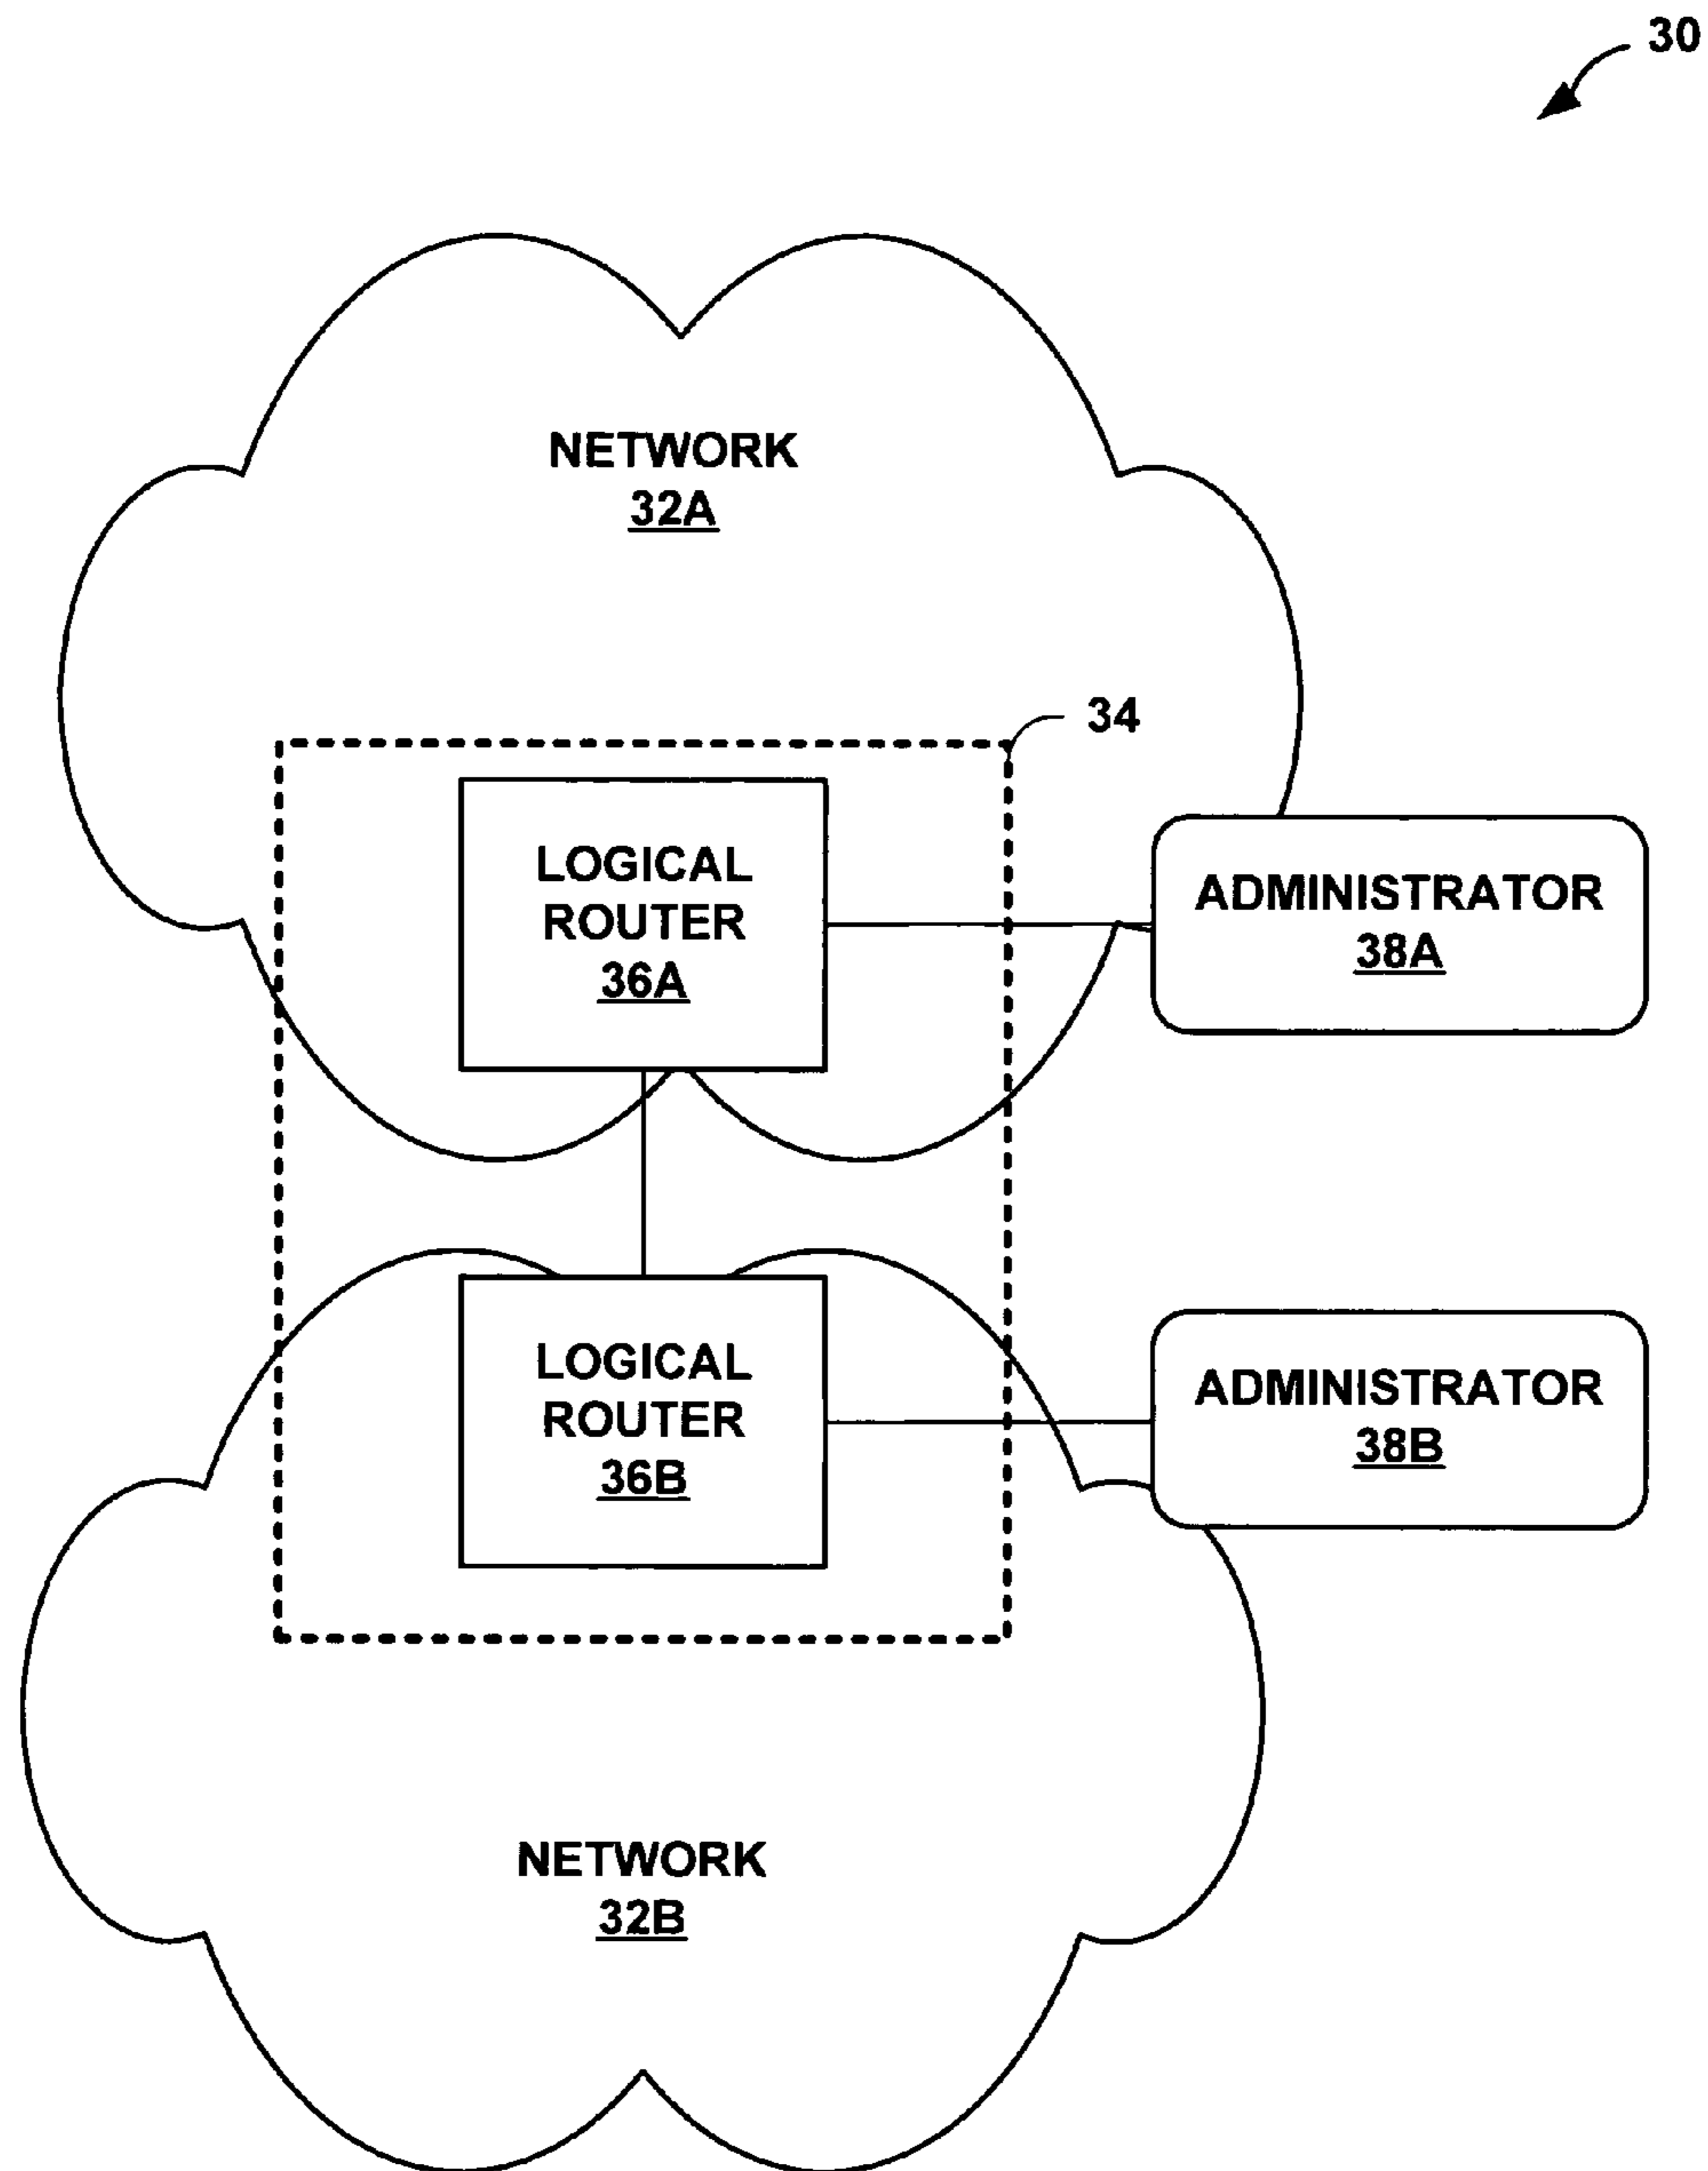 30
NETWORK
32A
34
LOGICAL
ROUTER
36A
ADMINISTRATOR
38A
LOGICAL
ROUTER
36B
ADMINISTRATOR
38B
NETWORK
32B